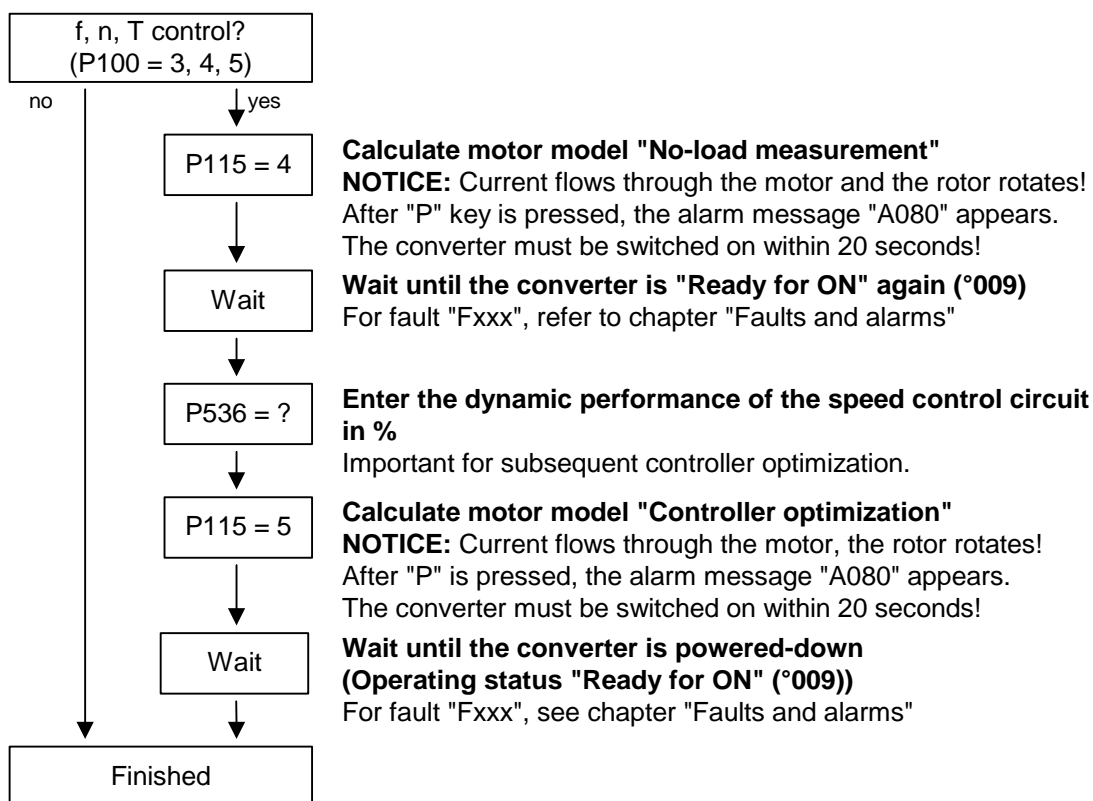 f, n, T control?
(P100 = 3, 4, 5)
no
yes
P115 = 4
Calculate motor model "No-load measurement"
NOTICE: Current flows through the motor and the rotor rotates!
After "P" key is pressed, the alarm message "A080" appears.
The converter must be switched on within 20 seconds!
Wait
Wait until the converter is "Ready for ON" again (°009)
For fault "Fxxx", refer to chapter "Faults and alarms"
P536 = ?
Enter the dynamic performance of the speed control circuit
in %
Important for subsequent controller optimization.
P115 = 5
Calculate motor model "Controller optimization"
NOTICE: Current flows through the motor, the rotor rotates!
After "P" is pressed, the alarm message "A080" appears.
The converter must be switched on within 20 seconds!
Wait
Wait until the converter is powered-down
(Operating status "Ready for ON" (°009))
For fault "Fxxx", see chapter "Faults and alarms"
Finished